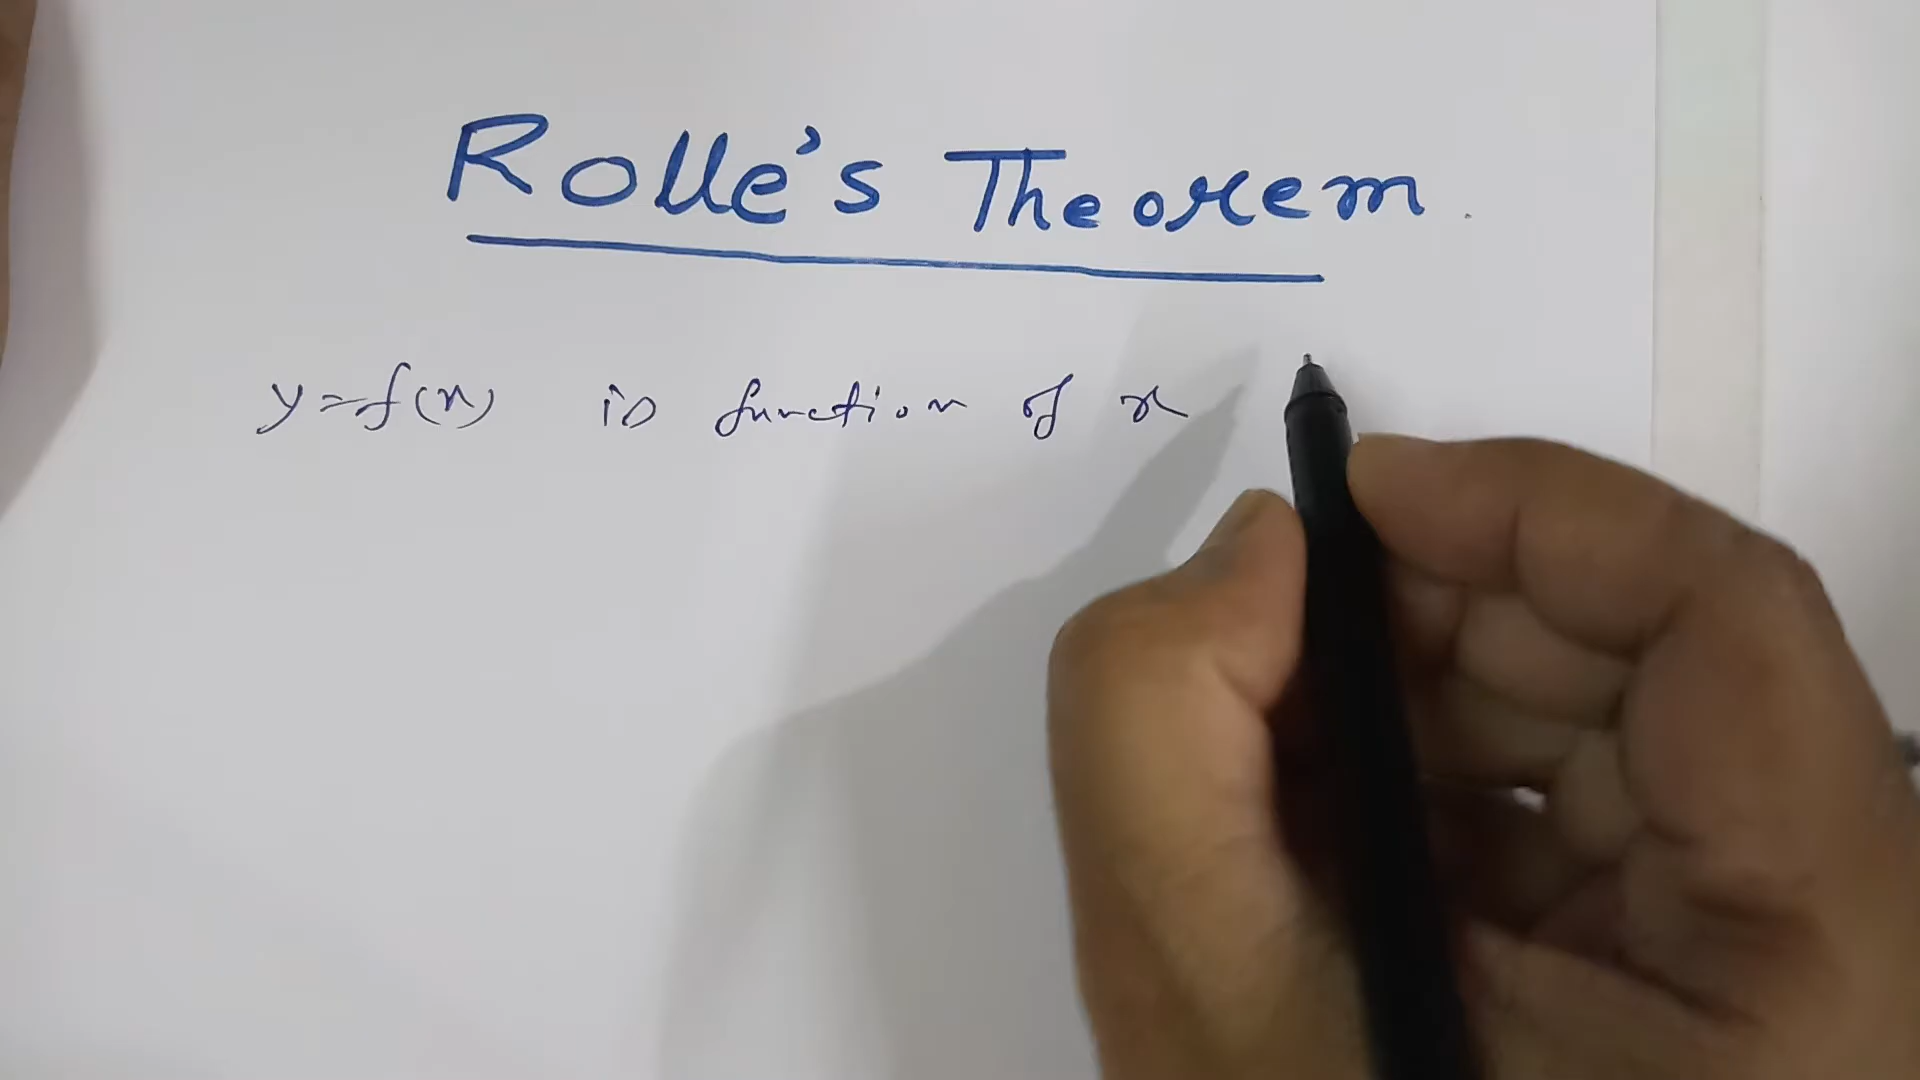 Rolle's Theorem.
y=f(x) is function of x